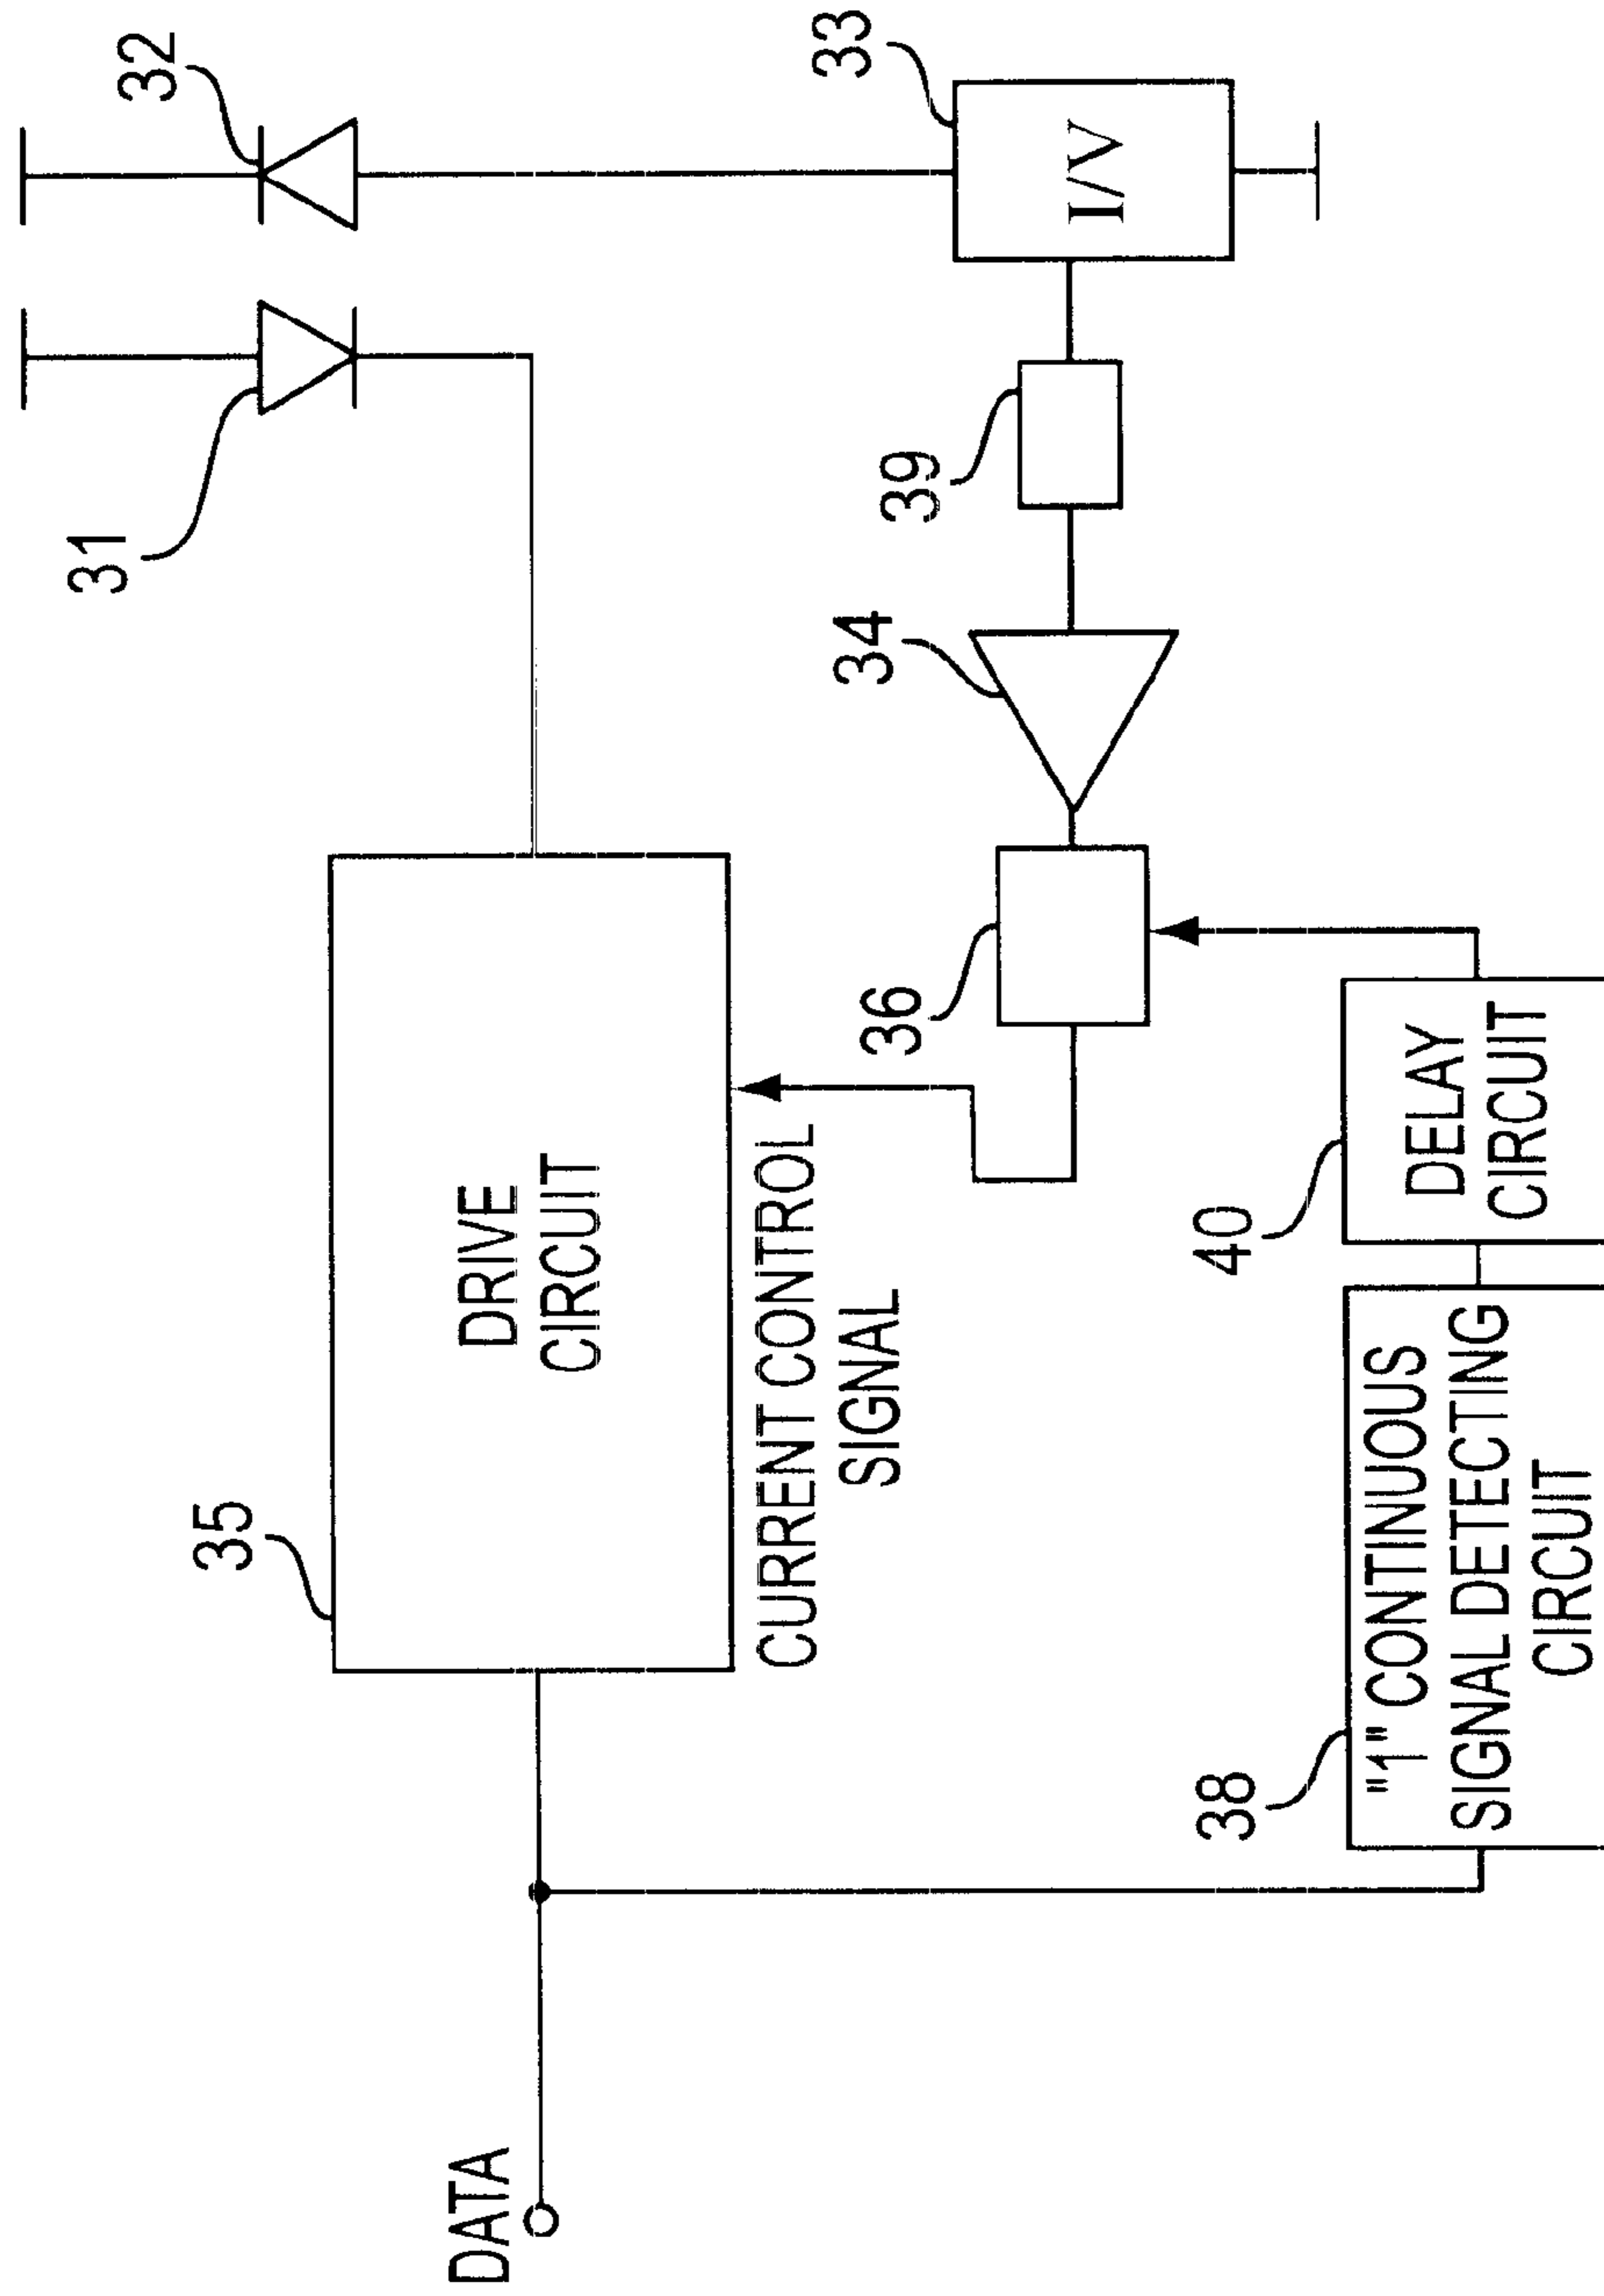 32
31
33
39
34
36
35
DRIVE
CIRCUIT
CURRENT CONTROL
SIGNAL
I/V
40
DELAY
CIRCUIT
38
"1" CONTINUOUS
SIGNAL DETECTING
CIRCUIT
DATA